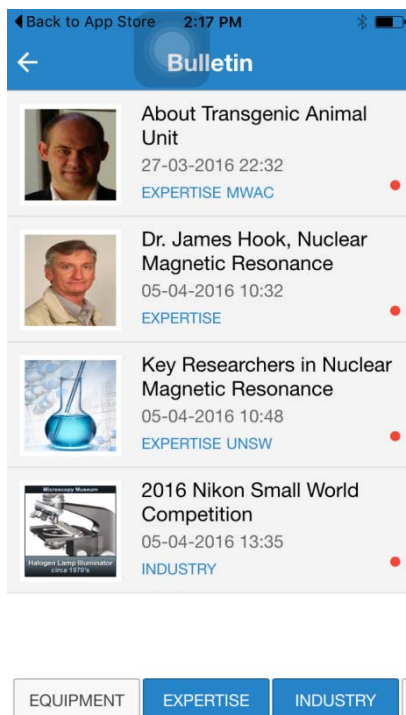 Back to App Store 2:17 PM
Bulletin
About Transgenic Animal
Unit
27-03-2016 22:32
EXPERTISE MWAC
Dr. James Hook, Nuclear
Magnetic Resonance
05-04-2016 10:32
EXPERTISE
Key Researchers in Nuclear
Magnetic Resonance
05-04-2016 10:48
EXPERTISE UNSW
Microscopy Museum
Halogen Lamp Illuminator
circa 1970's
2016 Nikon Small World
Competition
05-04-2016 13:35
INDUSTRY
EQUIPMENT EXPERTISE INDUSTRY